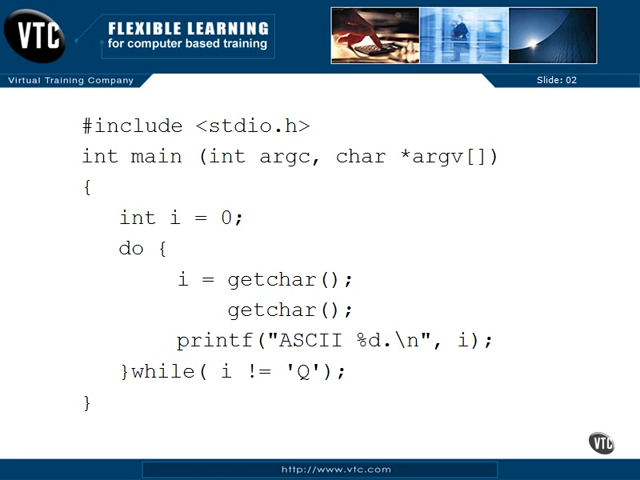 VTC
FLEXIBLE LEARNING
for computer based training
Virtual Training Company
Slide: 02
#include <stdio.h>
int main (int argc, char *argv[])
{
int i = 0;
do {
i = getchar();
getchar();
printf("ASCII %d.\n", i);
}while( i != 'Q');
}
VTC
http://www.vtc.com